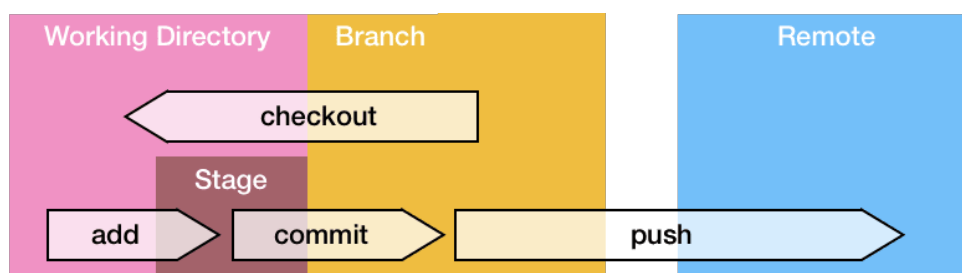 Working Directory
Branch
Remote
checkout
Stage
add
commit
push